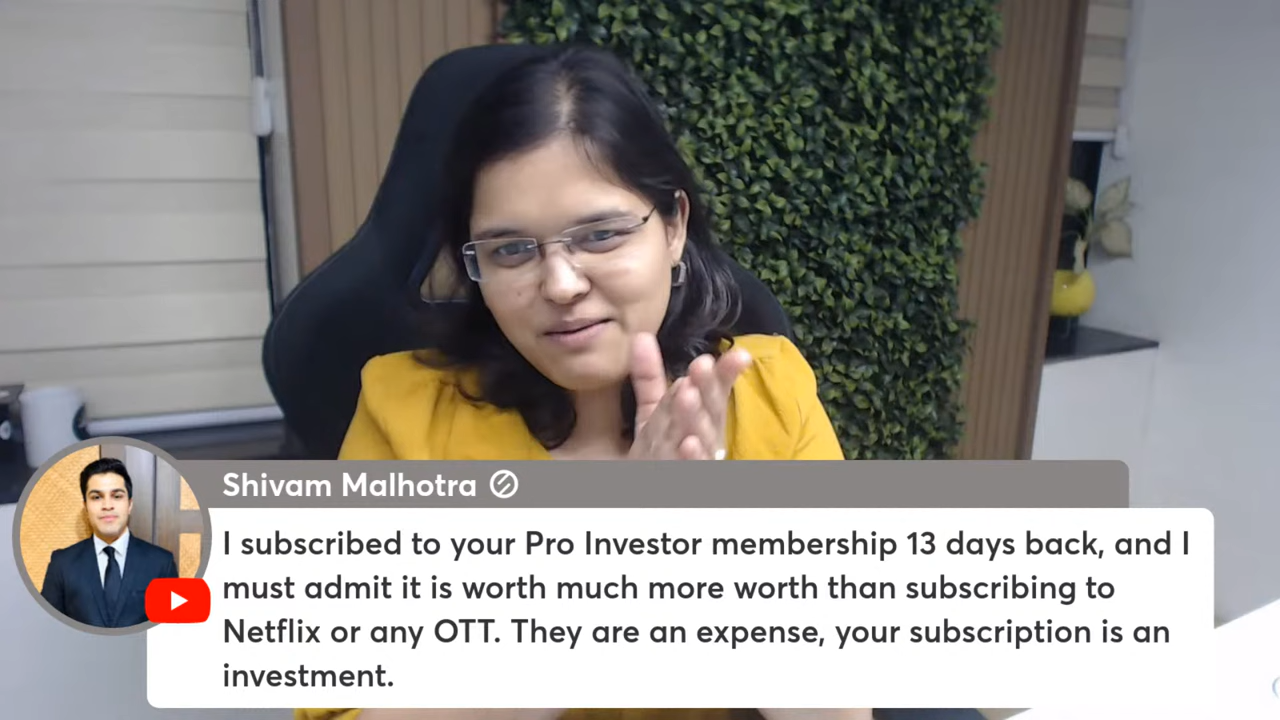 Shivam Malhotra
I subscribed to your Pro Investor membership 13 days back, and I
must admit it is worth much more worth than subscribing to
Netflix or any OTT. They are an expense, your subscription is an
investment.